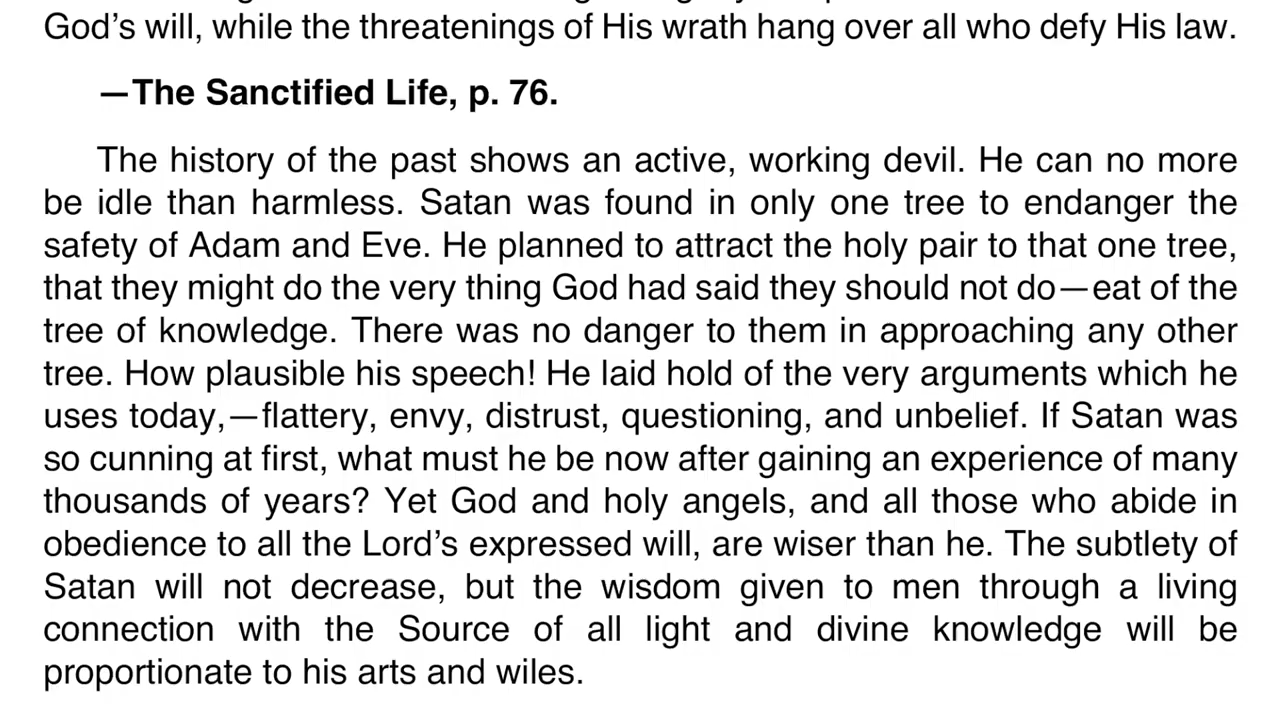 God’s will, while the threatenings of His wrath hang over all who defy His law.
—The Sanctified Life, p. 76.
The history of the past shows an active, working devil. He can no more
be idle than harmless. Satan was found in only one tree to endanger the
safety of Adam and Eve. He planned to attract the holy pair to that one tree,
that they might do the very thing God had said they should not do—eat of the
tree of knowledge. There was no danger to them in approaching any other
tree. How plausible his speech! He laid hold of the very arguments which he
uses today,—flattery, envy, distrust, questioning, and unbelief. If Satan was
so cunning at first, what must he be now after gaining an experience of many
thousands of years? Yet God and holy angels, and all those who abide in
obedience to all the Lord’s expressed will, are wiser than he. The subtlety of
Satan will not decrease, but the wisdom given to men through a living
connection with the Source of all light and divine knowledge will be
proportionate to his arts and wiles.